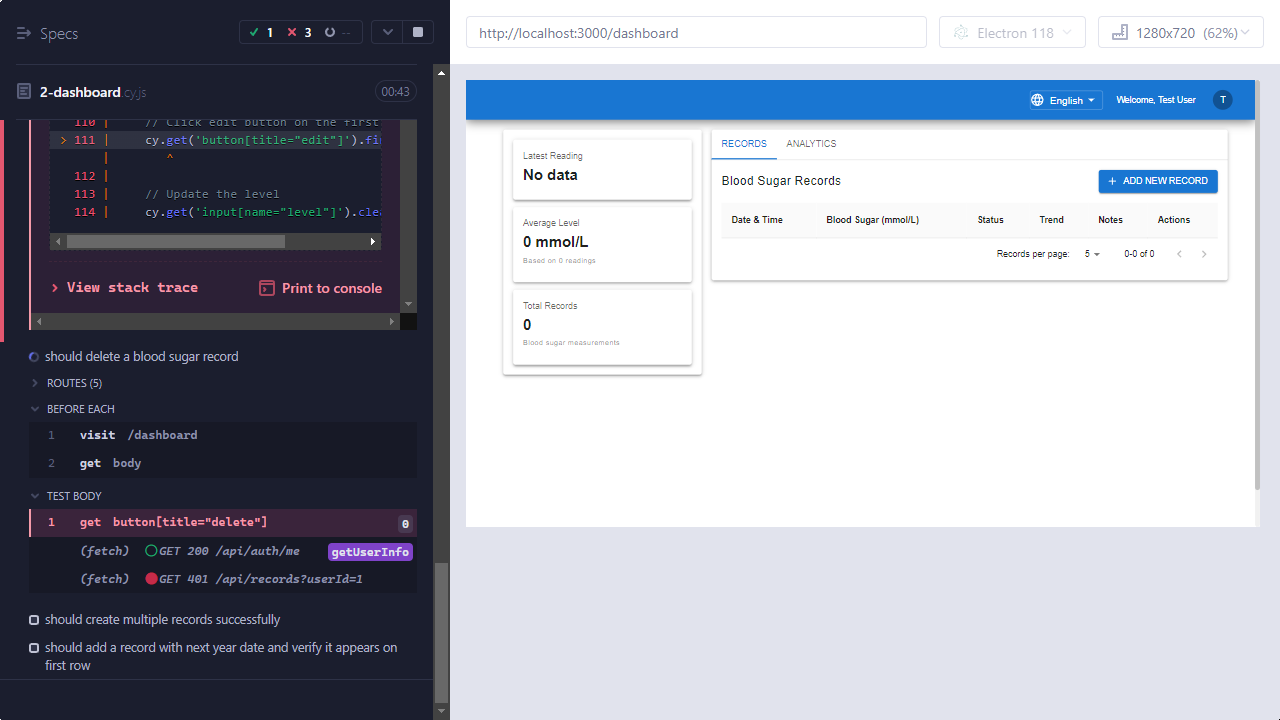 Specs
1
3
--
2-dashboard.cy.js
00:43
110 | // Click edit button on the first
> 111 | cy.get('button[title="edit"]').fir
| ^
112 |
113 | // Update the level
114 | cy.get('input[name="level"]').clea
View stack trace
Print to console
should delete a blood sugar record
ROUTES (5)
BEFORE EACH
1 visit /dashboard
2 get body
TEST BODY
1 get button[title="delete"] 0
(fetch) GET 200 /api/auth/me getUserInfo
(fetch) GET 401 /api/records?userId=1
should create multiple records successfully
should add a record with next year date and verify it appears on
first row
http://localhost:3000/dashboard
Electron 118
1280x720 (62%)
English
Welcome, Test User
T
Latest Reading
No data
Average Level
0 mmol/L
Based on 0 readings
Total Records
0
Blood sugar measurements
RECORDS
ANALYTICS
Blood Sugar Records
+ ADD NEW RECORD
Date & Time Blood Sugar (mmol/L) Status Trend Notes Actions
Records per page: 5 0-0 of 0